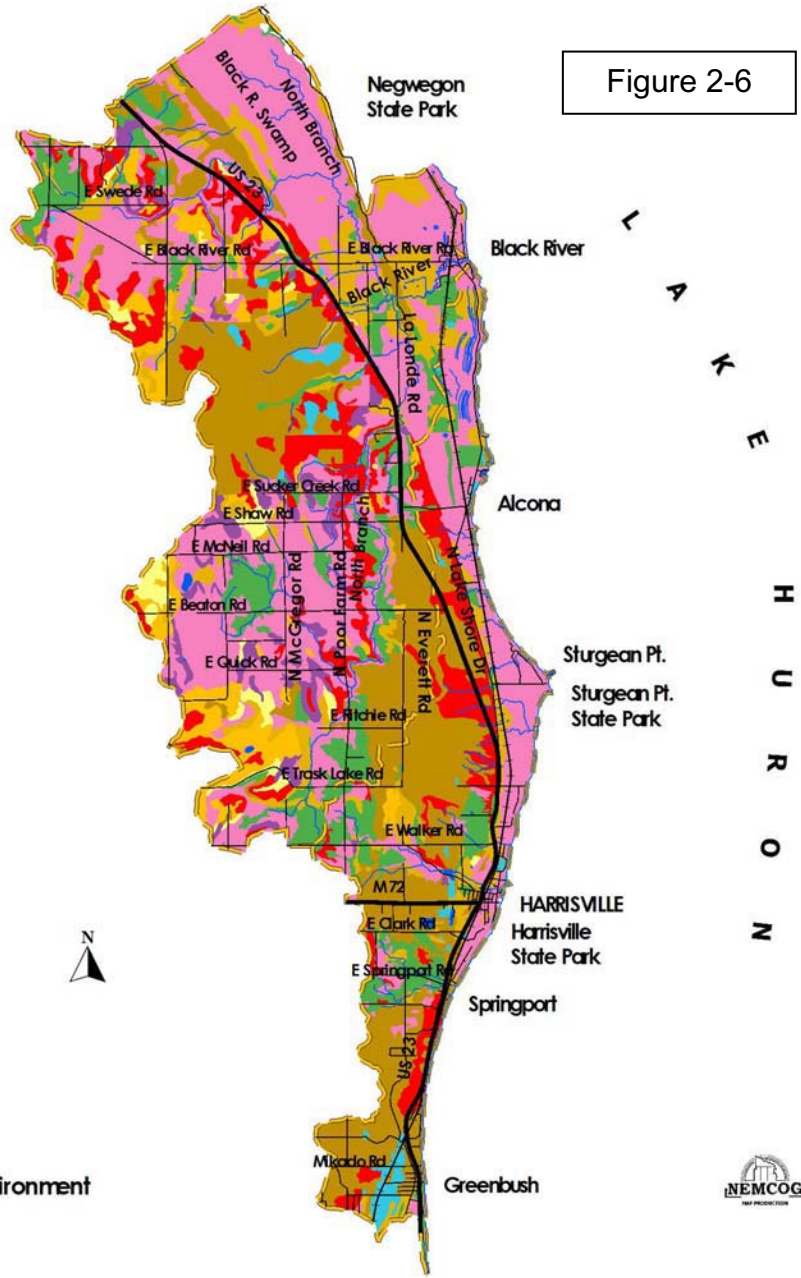 Figure 2-6
Negwegon
State Park
North Branch
Black R. Swamp
US 23
E Swede Rd
E Black River Rd
E Black River Rd
Black River
Black River
La Londe Rd
L A K E H U R O N
E Sucker Creek Rd
Alcona
E Shaw Rd
E McNeil Rd
North Branch
N Lake Shore Dr
E Beaton Rd
N McGregor Rd
N Poor Farm Rd
N Everett Rd
E Quick Rd
Sturgean Pt.
Sturgean Pt.
State Park
E Ritchie Rd
E Trask Lake Rd
E Walker Rd
M 72
HARRISVILLE
E Clark Rd
Harrisville
State Park
N
E Springport Rd
Springport
US 23
Mikado Rd
ironment
Greenbush
NEMCOG
MAP PRODUCTION